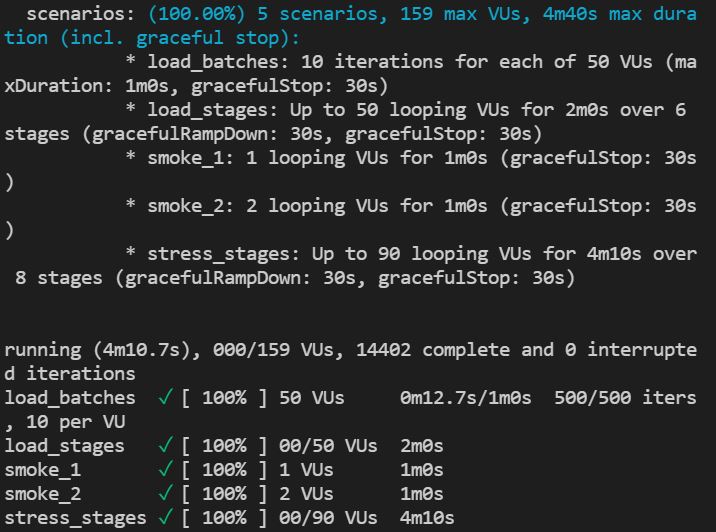 scenarios: (100.00%) 5 scenarios, 159 max VUs, 4m40s max dura
tion (incl. graceful stop):
* load_batches: 10 iterations for each of 50 VUs (ma
xDuration: 1m0s, gracefulStop: 30s)
* load_stages: Up to 50 looping VUs for 2m0s over 6
stages (gracefulRampDown: 30s, gracefulStop: 30s)
* smoke_1: 1 looping VUs for 1m0s (gracefulStop: 30s
)
* smoke_2: 2 looping VUs for 1m0s (gracefulStop: 30s
)
* stress_stages: Up to 90 looping VUs for 4m10s over
8 stages (gracefulRampDown: 30s, gracefulStop: 30s)
running (4m10.7s), 000/159 VUs, 14402 complete and 0 interrupte
d iterations
load_batches ✓ [ 100% ] 50 VUs 0m12.7s/1m0s 500/500 iters
, 10 per VU
load_stages ✓ [ 100% ] 00/50 VUs 2m0s
smoke_1 ✓ [ 100% ] 1 VUs 1m0s
smoke_2 ✓ [ 100% ] 2 VUs 1m0s
stress_stages ✓ [ 100% ] 00/90 VUs 4m10s